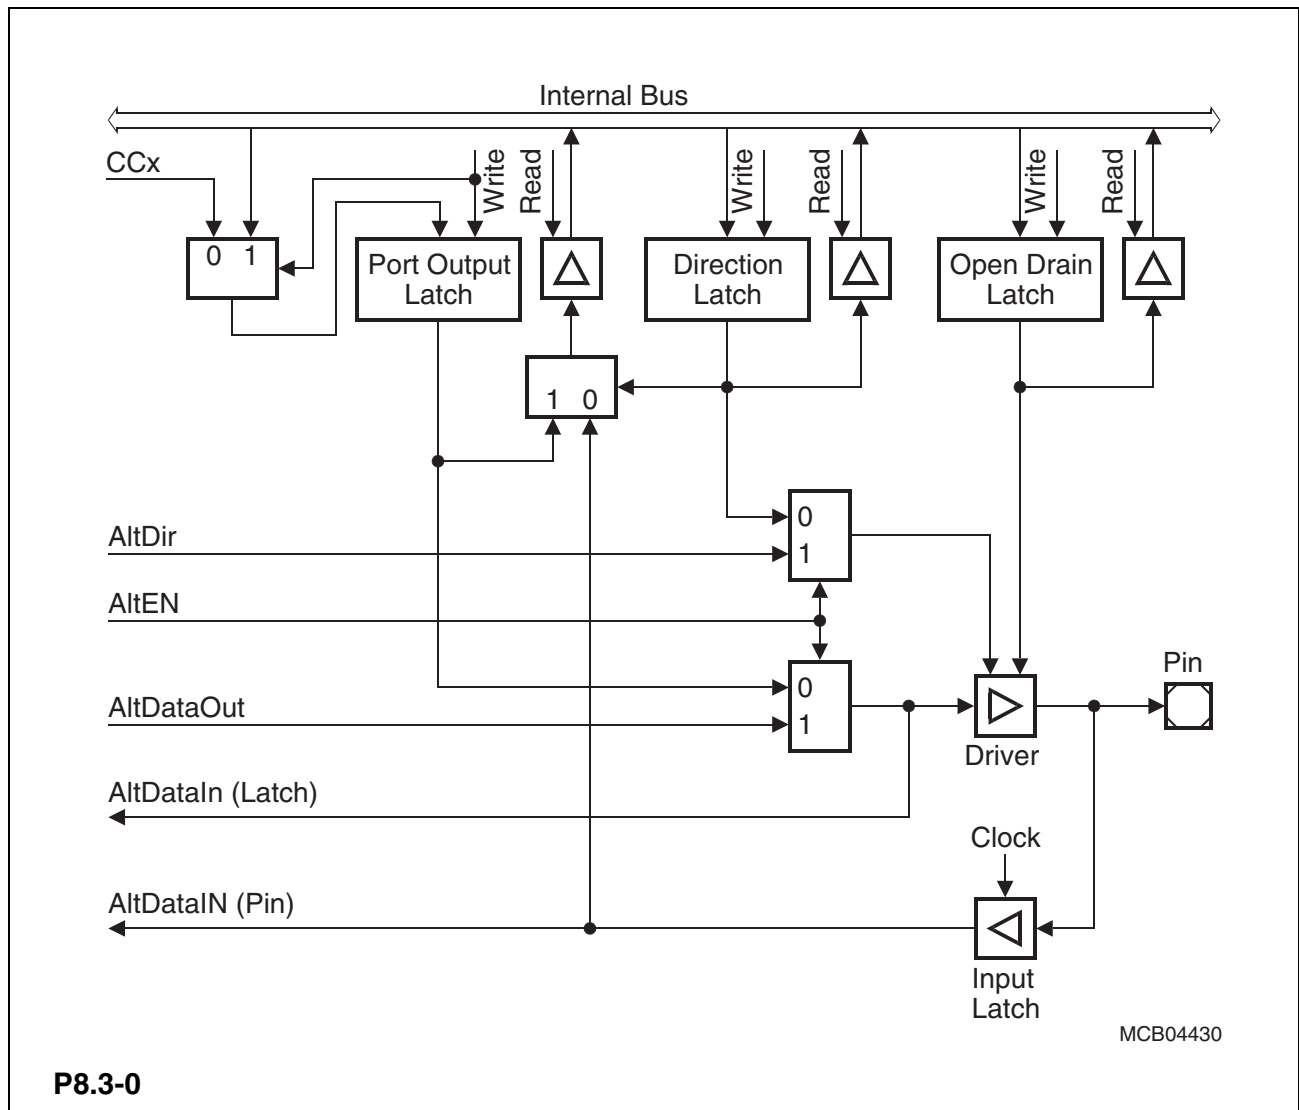 Internal Bus
CCx
Write
Read
Write
Read
Write
Read
0 1
Port Output
Latch
Direction
Latch
Open Drain
Latch
1 0
AltDir
0
1
AltEN
AltDataOut
0
1
Pin
Driver
AltDataIn (Latch)
Clock
AltDataIN (Pin)
Input
Latch
MCB04430
P8.3-0